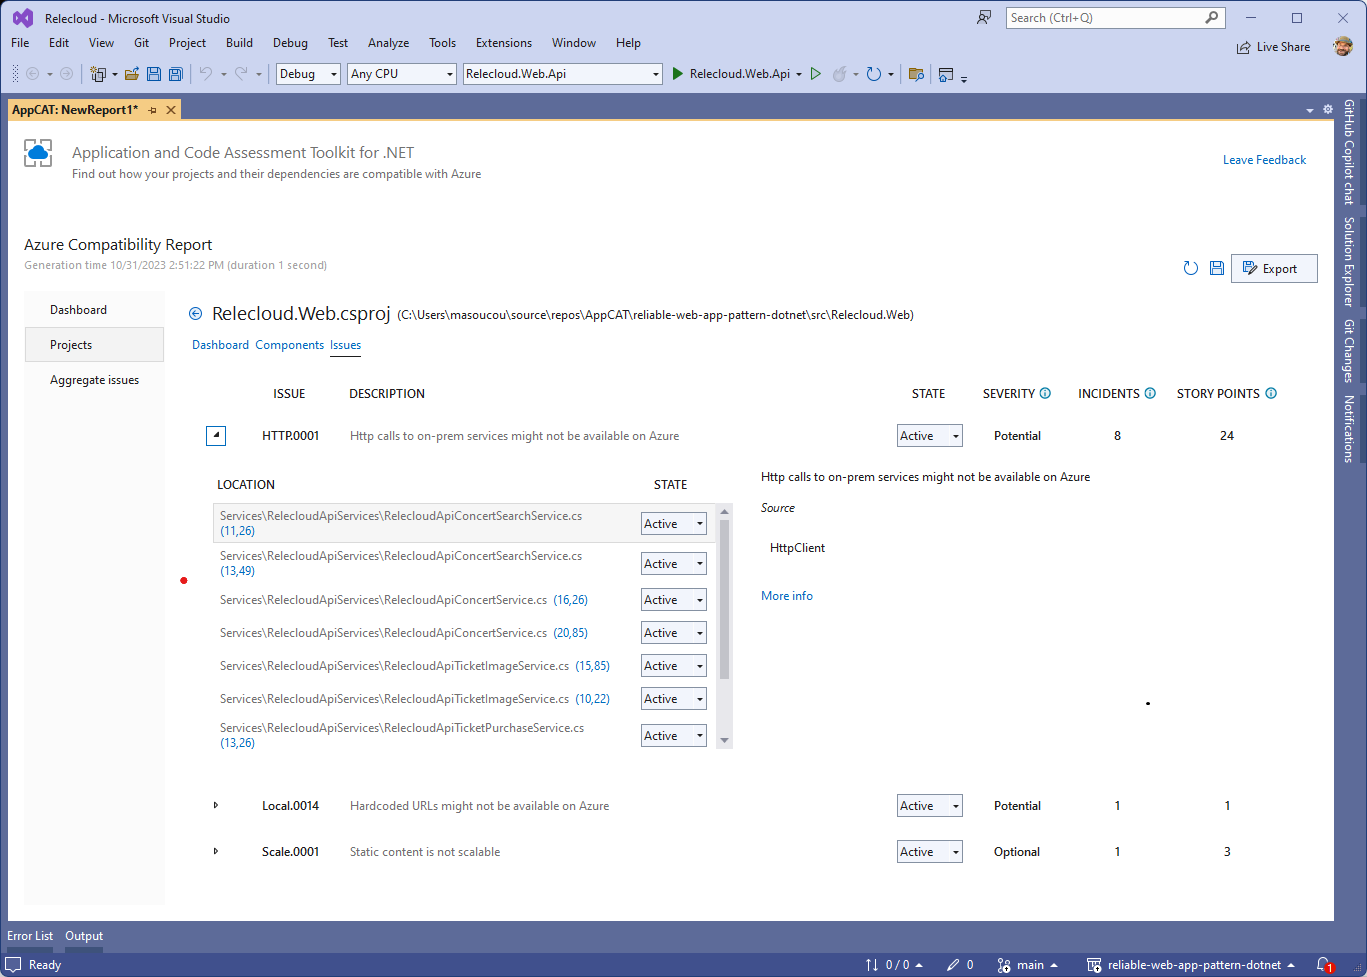 Relecloud - Microsoft Visual Studio
Search (Ctrl+Q)
File Edit View Git Project Build Debug Test Analyze Tools Extensions Window Help
Live Share
Debug Any CPU Relecloud.Web.Api Relecloud.Web.Api
AppCAT: NewReport1*
Application and Code Assessment Toolkit for .NET
Find out how your projects and their dependencies are compatible with Azure
Leave Feedback
Azure Compatibility Report
Generation time 10/31/2023 2:51:22 PM (duration 1 second)
Export
Dashboard
Projects
Aggregate issues
Relecloud.Web.csproj (C:\Users\masoucou\source\repos\AppCAT\reliable-web-app-pattern-dotnet\src\Relecloud.Web)
Dashboard Components Issues
ISSUE DESCRIPTION STATE SEVERITY INCIDENTS STORY POINTS
HTTP.0001 Http calls to on-prem services might not be available on Azure Active Potential 8 24
LOCATION STATE
Services\RelecloudApiServices\RelecloudApiConcertSearchService.cs
(11,26)
Active
Services\RelecloudApiServices\RelecloudApiConcertSearchService.cs
(13,49)
Active
Services\RelecloudApiServices\RelecloudApiConcertService.cs (16,26) Active
Services\RelecloudApiServices\RelecloudApiConcertService.cs (20,85) Active
Services\RelecloudApiServices\RelecloudApiTicketImageService.cs (15,85) Active
Services\RelecloudApiServices\RelecloudApiTicketImageService.cs (10,22) Active
Services\RelecloudApiServices\RelecloudApiTicketPurchaseService.cs
(13,26)
Active
Http calls to on-prem services might not be available on Azure
Source
HttpClient
More info
Local.0014 Hardcoded URLs might not be available on Azure Active Potential 1 1
Scale.0001 Static content is not scalable Active Optional 1 3
GitHub Copilot chat
Solution Explorer
Git Changes
Notifications
Error List Output
Ready 0 / 0 0 main reliable-web-app-pattern-dotnet 1